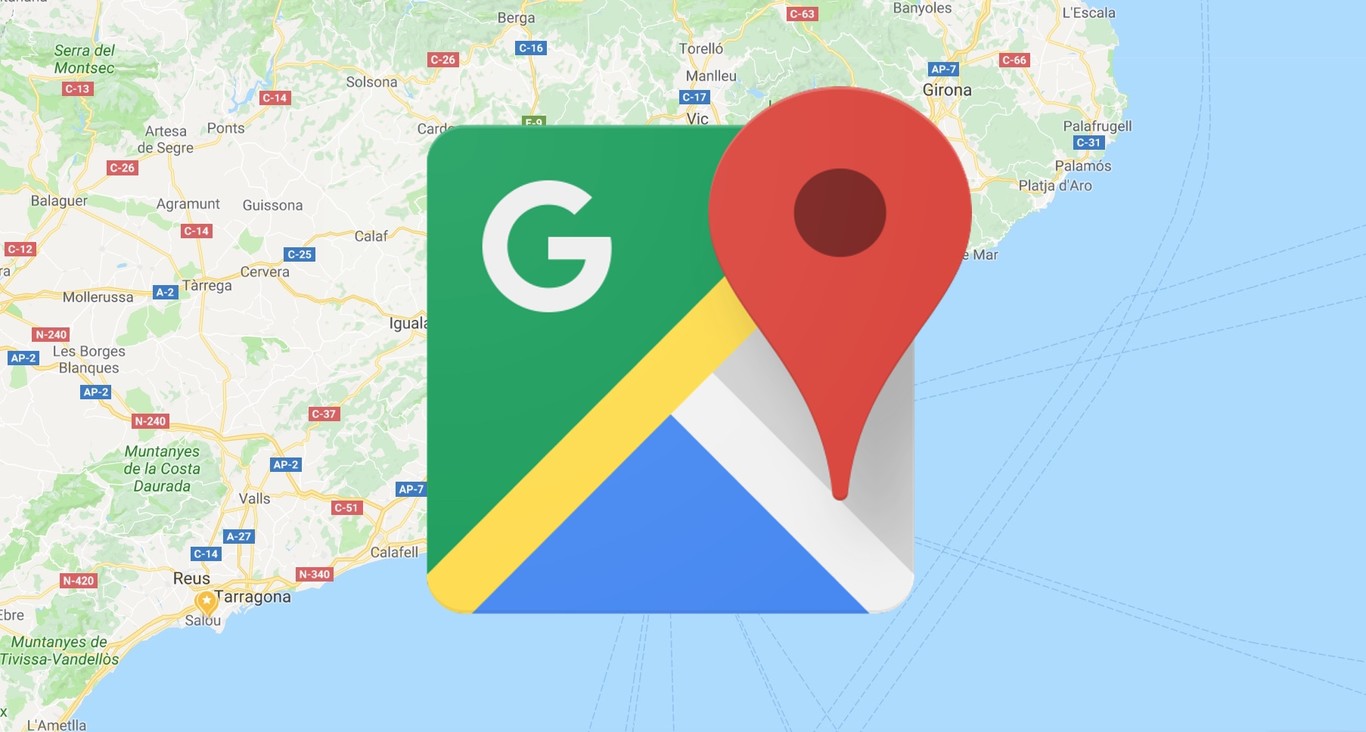 Berga
C-63
Banyoles
L'Escala
Serra del
Montsec
C-16
Torelló
C-26
C-66
AP-7
Manlleu
Solsona
C-13
C-14
C-17
Girona
Vic
Artesa
de Segre
Ponts
Palafrugell
C-31
C-26
Palamós
Platja d'Aro
Balaguer
Agramunt
Guissona
C-14
Calaf
C-12
C-25
G
Cervera
Tàrrega
Mollerussa
A-2
Iguala
N-240
AP-2
Les Borges
Blanques
AP-2
N-240
C-37
Muntanyes
de la Costa
Daurada
AP-2
AP-7
Valls
C-51
A-27
C-14
Calafell
N-340
N-420
Reus
Tarragona
Salou
Muntanyes de
Tivissa-Vandellòs
L'Ametlla